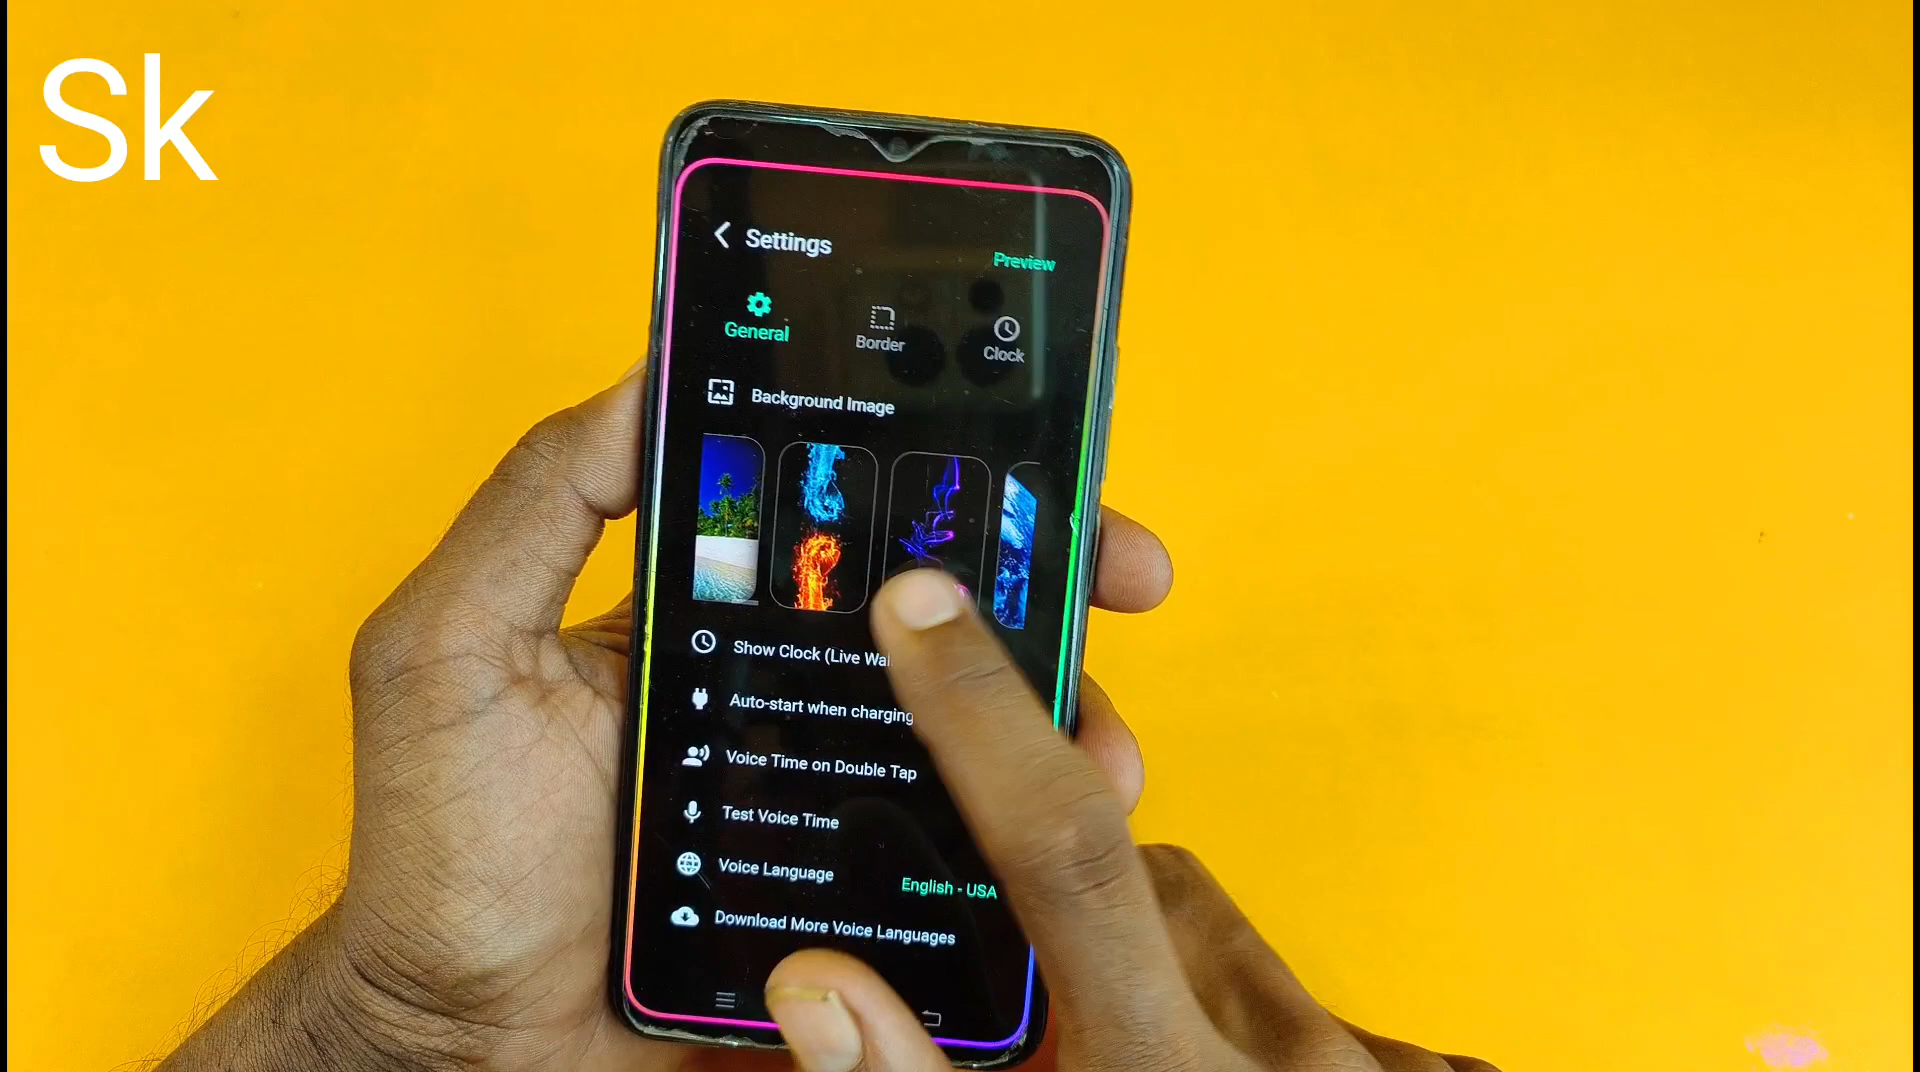 Sk
Settings
Preview
General
Border
Clock
Background Image
Show Clock (Live
Auto-start when charging
Voice Time on Double Tap
Test Voice Time
Voice Language
English - USA
Download More Voice Languages